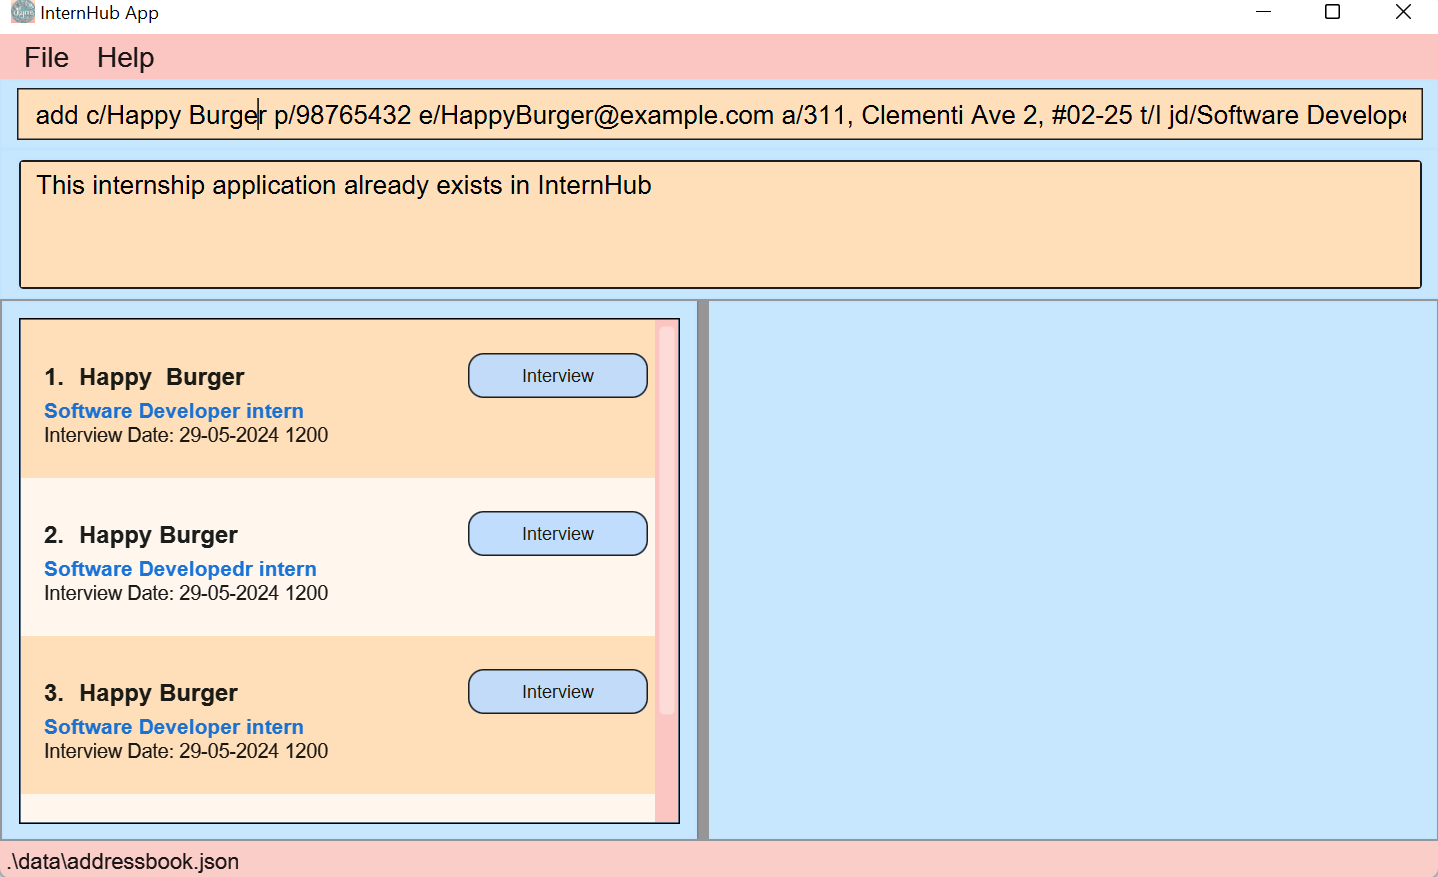 InternHub App
File Help
add c/Happy Burger p/98765432 e/HappyBurger@example.com a/311, Clementi Ave 2, #02-25 t/I jd/Software Develope
This internship application already exists in InternHub
1. Happy  Burger
Interview
Software Developer intern
Interview Date: 29-05-2024 1200
2. Happy Burger
Interview
Software Developedr intern
Interview Date: 29-05-2024 1200
3. Happy Burger
Interview
Software Developer intern
Interview Date: 29-05-2024 1200
.\data\addressbook.json